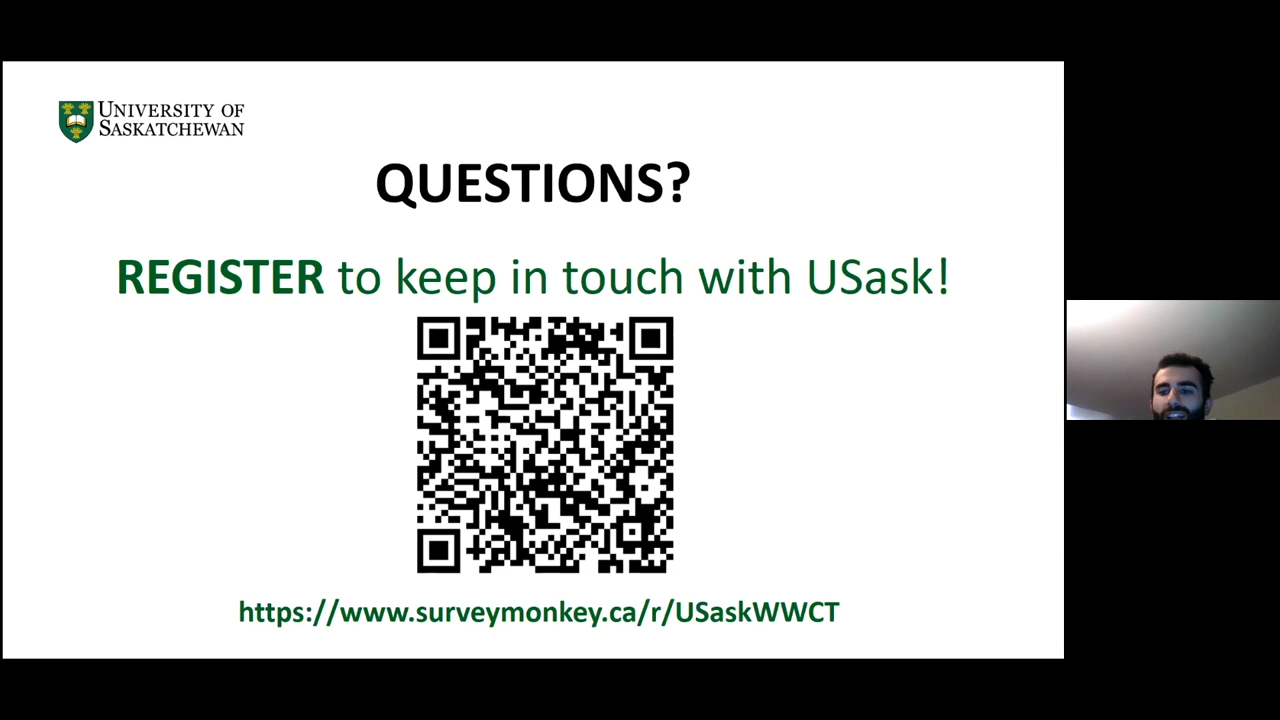 UNIVERSITY OF
SASKATCHEWAN
QUESTIONS?
REGISTER to keep in touch with USask!
https://www.surveymonkey.ca/r/USaskWWCT